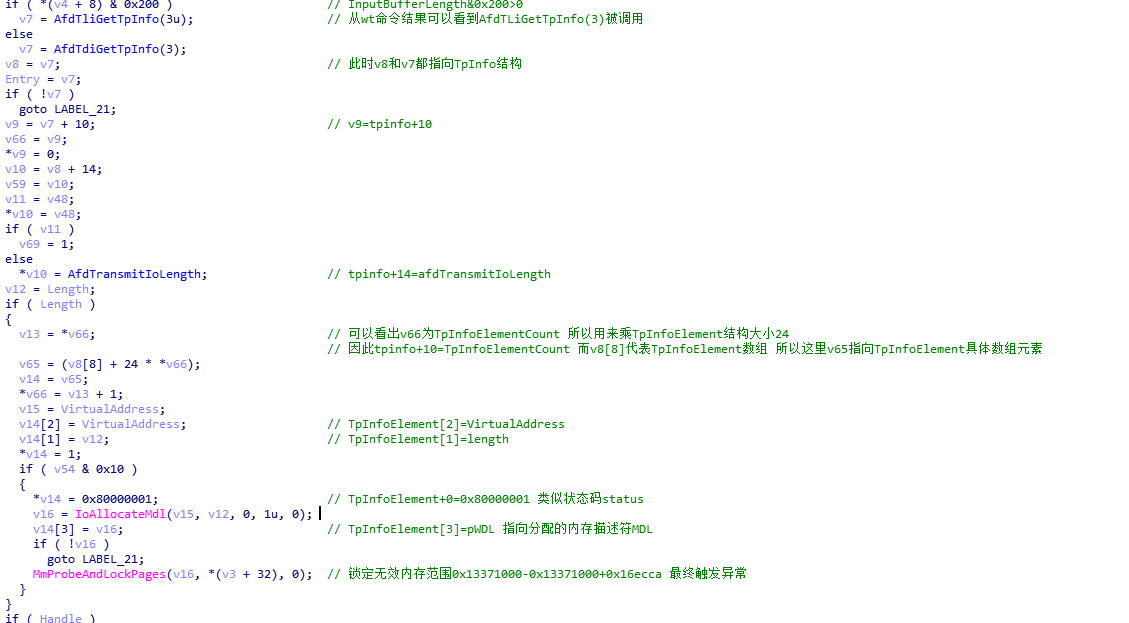 if ( *(v4 + 8) & 0x200 )                        // InputBufferLength&0x200>0
  v7 = AfdTliGetTpInfo(3u);                     // 从wt命令结果可以看到AfdTLiGetTpInfo(3)被调用
else
  v7 = AfdTdiGetTpInfo(3);
v8 = v7;                                        // 此时v8和v7都指向TpInfo结构
Entry = v7;
if ( !v7 )
  goto LABEL_21;
v9 = v7 + 10;                                   // v9=tpinfo+10
v66 = v9;
*v9 = 0;
v10 = v8 + 14;
v59 = v10;
v11 = v48;
*v10 = v48;
if ( v11 )
  v69 = 1;
else
  *v10 = AfdTransmitIoLength;                   // tpinfo+14=afdTransmitIoLength
v12 = Length;
if ( Length )
{
  v13 = *v66;                                   // 可以看出v66为TpInfoElementCount 所以用来乘TpInfoElement结构大小24
                                                // 因此tpinfo+10=TpInfoElementCount 而v8[8]代表TpInfoElement数组 所以这里v65指向TpInfoElement具体数组元素
  v65 = (v8[8] + 24 * *v66);
  v14 = v65;
  *v66 = v13 + 1;
  v15 = VirtualAddress;
  v14[2] = VirtualAddress;                      // TpInfoElement[2]=VirtualAddress
  v14[1] = v12;                                 // TpInfoElement[1]=length
  *v14 = 1;
  if ( v54 & 0x10 )
  {
    *v14 = 0x80000001;                          // TpInfoElement+0=0x80000001 类似状态码status
    v16 = IoAllocateMdl(v15, v12, 0, 1u, 0);
    v14[3] = v16;                               // TpInfoElement[3]=pWDL 指向分配的内存描述符MDL
    if ( !v16 )
      goto LABEL_21;
    MmProbeAndLockPages(v16, *(v3 + 32), 0);    // 锁定无效内存范围0x13371000-0x13371000+0x16ecca 最终触发异常
  }
}
if ( Handle )